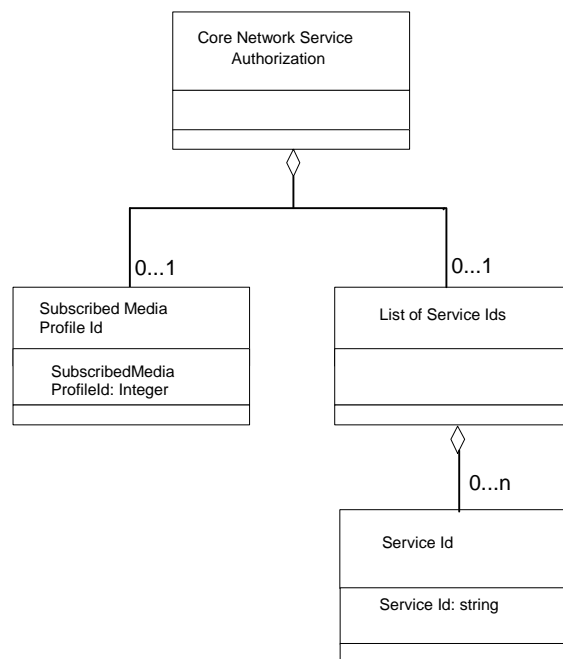 Core Network Service
Authorization
0...1
0...1
Subscribed Media
Profile Id
List of Service Ids
SubscribedMedia
ProfileId: Integer
0...n
Service Id
Service Id: string